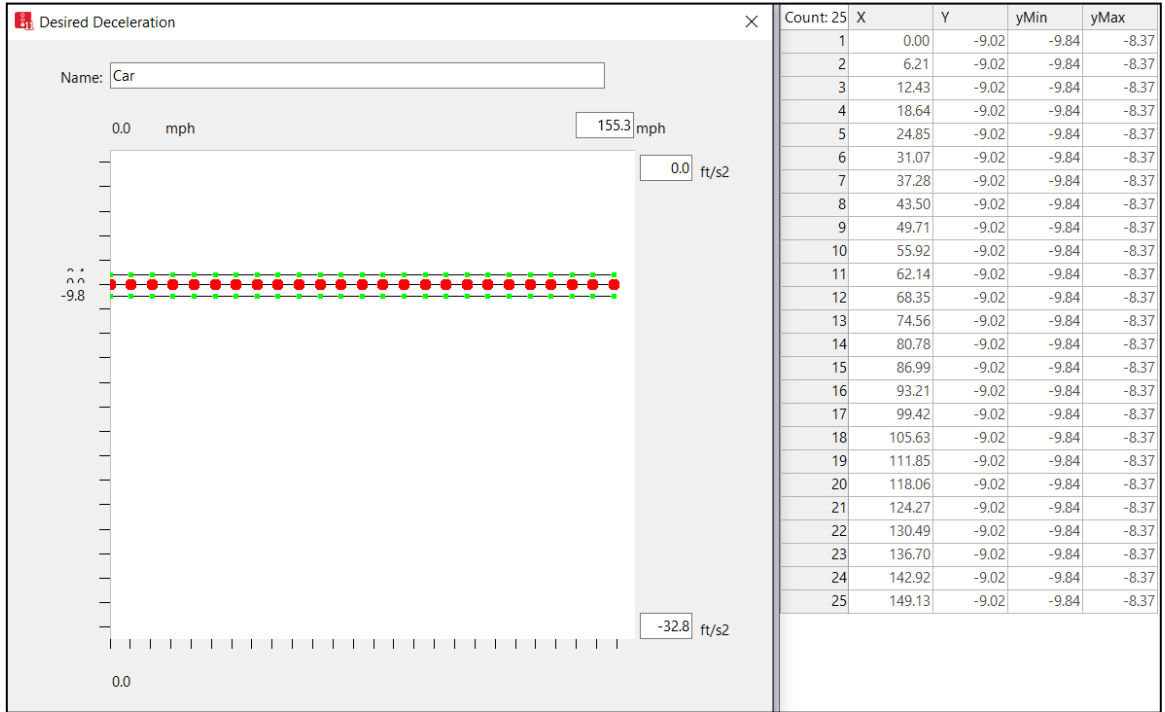 Desired Deceleration
Name: Car
0.0 mph 155.3 mph
0.0 ft/s2
-9.8
-32.8 ft/s2
0.0
Count: 25 X Y yMin yMax
1 0.00 -9.02 -9.84 -8.37
2 6.21 -9.02 -9.84 -8.37
3 12.43 -9.02 -9.84 -8.37
4 18.64 -9.02 -9.84 -8.37
5 24.85 -9.02 -9.84 -8.37
6 31.07 -9.02 -9.84 -8.37
7 37.28 -9.02 -9.84 -8.37
8 43.50 -9.02 -9.84 -8.37
9 49.71 -9.02 -9.84 -8.37
10 55.92 -9.02 -9.84 -8.37
11 62.14 -9.02 -9.84 -8.37
12 68.35 -9.02 -9.84 -8.37
13 74.56 -9.02 -9.84 -8.37
14 80.78 -9.02 -9.84 -8.37
15 86.99 -9.02 -9.84 -8.37
16 93.21 -9.02 -9.84 -8.37
17 99.42 -9.02 -9.84 -8.37
18 105.63 -9.02 -9.84 -8.37
19 111.85 -9.02 -9.84 -8.37
20 118.06 -9.02 -9.84 -8.37
21 124.27 -9.02 -9.84 -8.37
22 130.49 -9.02 -9.84 -8.37
23 136.70 -9.02 -9.84 -8.37
24 142.92 -9.02 -9.84 -8.37
25 149.13 -9.02 -9.84 -8.37